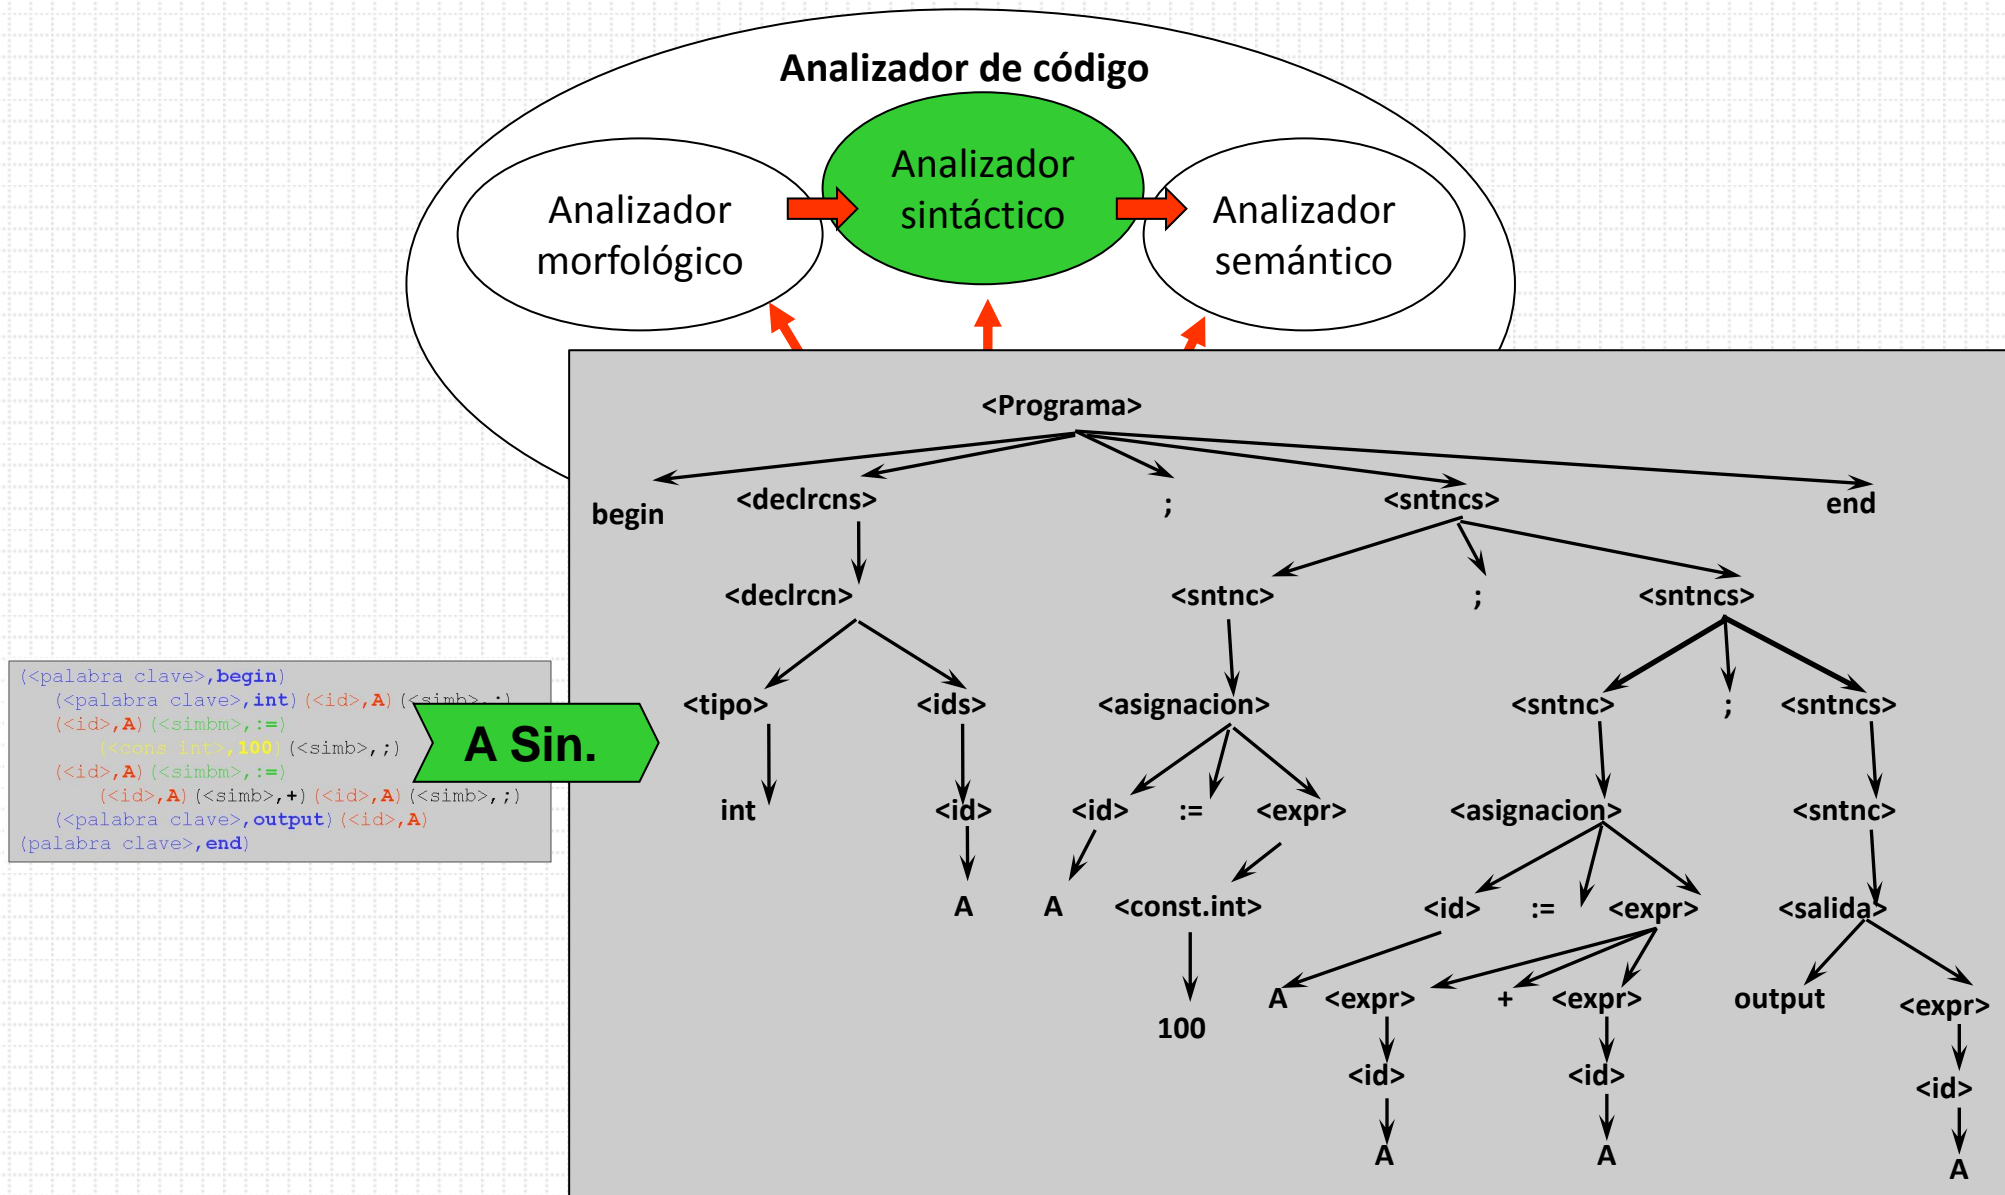 Analizador de código
Analizador
morfológico
Analizador
sintáctico
Analizador
semántico
(<palabra clave>,begin)
(<palabra clave>,int)(<id>,A)(<simb>,;)
(<id>,A)(<simbm>,:=)
(<cons int>,100)(<simb>,;)
(<id>,A)(<simbm>,:=)
(<id>,A)(<simb>,+)(<id>,A)(<simb>,;)
(<palabra clave>,output)(<id>,A)
(palabra clave>,end)
A Sin.
<Programa>
begin <declrcns> ; <sntncs> end
<declrcn> <sntnc> ; <sntncs>
<tipo> <ids> <asignacion> <sntnc> ; <sntncs>
int <id> <id> := <expr> <asignacion> <sntnc>
A A <const.int> <id> := <expr> <salida>
100 A <expr> + <expr> output <expr>
<id> <id> <id>
A A A